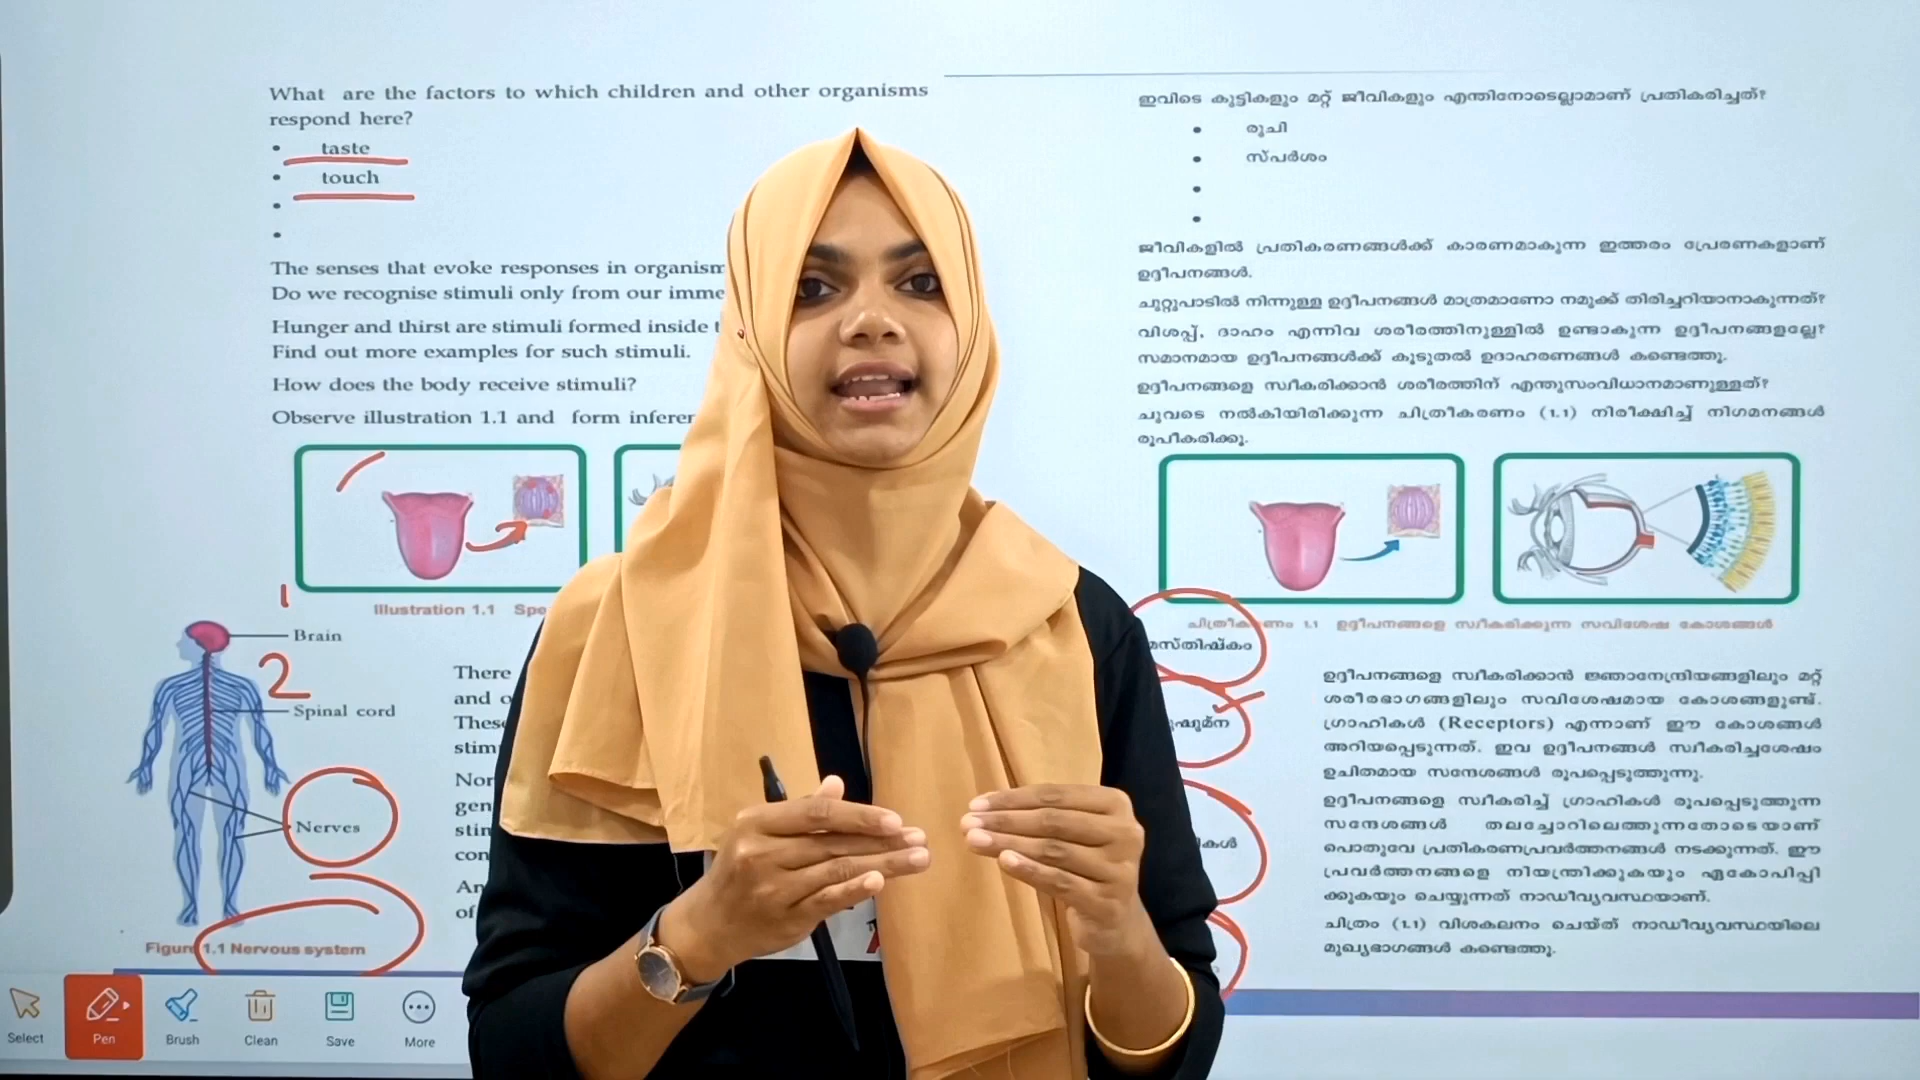 What are the factors to which children and other organisms
respond here?
• taste
• touch
•
•
The senses that evoke responses in
Do we recognise stimuli only from our
Hunger and thirst are stimuli formed inside
Find out more examples for such stimuli.
How does the body receive stimuli?
Observe illustration 1.1 and form
Illustration 1.1
1
Brain
2
Spinal cord
Nerves
Figure 1.1 Nervous system
There
and
ഇവിടെ കുട്ടികളും മറ്റ് ജീവികളും എന്തിനോടെല്ലാമാണ് പ്രതികരിച്ചത്?
• രുചി
• സ്പർശം
•
•
ജീവികളിൽ പ്രതികരണങ്ങൾക്ക് കാരണമാകുന്ന ഇത്തരം പ്രേരണകളാണ്
ഉദ്ദീപനങ്ങൾ.
ചുറ്റുപാടിൽ നിന്നുള്ള ഉദ്ദീപനങ്ങൾ മാത്രമാണോ നമുക്ക് തിരിച്ചറിയാനാകുന്നത്?
വിശപ്പ്, ദാഹം എന്നിവ ശരീരത്തിനുള്ളിൽ ഉണ്ടാകുന്ന ഉദ്ദീപനങ്ങളല്ലേ?
സമാനമായ ഉദ്ദീപനങ്ങൾക്ക് കൂടുതൽ ഉദാഹരണങ്ങൾ കണ്ടെത്തൂ.
ഉദ്ദീപനങ്ങളെ സ്വീകരിക്കാൻ ശരീരത്തിന് എന്തുസംവിധാനമാണുള്ളത്?
ചുവടെ നൽകിയിരിക്കുന്ന ചിത്രീകരണം (1.1) നിരീക്ഷിച്ച് നിഗമനങ്ങൾ
രൂപീകരിക്കൂ.
ചിത്രീകരണം 1.1 ഉദ്ദീപനങ്ങളെ സ്വീകരിക്കുന്ന സവിശേഷ കോശങ്ങൾ
മസ്തിഷ്കം
ഉദ്ദീപനങ്ങളെ സ്വീകരിക്കാൻ ജ്ഞാനേന്ദ്രിയങ്ങളിലും മറ്റ്
ശരീരഭാഗങ്ങളിലും സവിശേഷമായ കോശങ്ങളുണ്ട്.
ഗ്രാഹികൾ (Receptors) എന്നാണ് ഈ കോശങ്ങൾ
അറിയപ്പെടുന്നത്. ഇവ ഉദ്ദീപനങ്ങൾ സ്വീകരിച്ചശേഷം
ഉചിതമായ സന്ദേശങ്ങൾ രൂപപ്പെടുത്തുന്നു.
ഉദ്ദീപനങ്ങളെ സ്വീകരിച്ച് ഗ്രാഹികൾ രൂപപ്പെടുത്തുന്ന
സന്ദേശങ്ങൾ തലച്ചോറിലെത്തുന്നതോടെയാണ്
പൊതുവേ പ്രതികരണപ്രവർത്തനങ്ങൾ നടക്കുന്നത്. ഈ
പ്രവർത്തനങ്ങളെ നിയന്ത്രിക്കുകയും ഏകോപിപ്പി
ക്കുകയും ചെയ്യുന്നത് നാഡീവ്യവസ്ഥയാണ്.
ചിത്രം (1.1) വിശകലനം ചെയ്ത് നാഡീവ്യവസ്ഥയിലെ
മുഖ്യഭാഗങ്ങൾ കണ്ടെത്തൂ.
Select Pen Brush Clean Save More